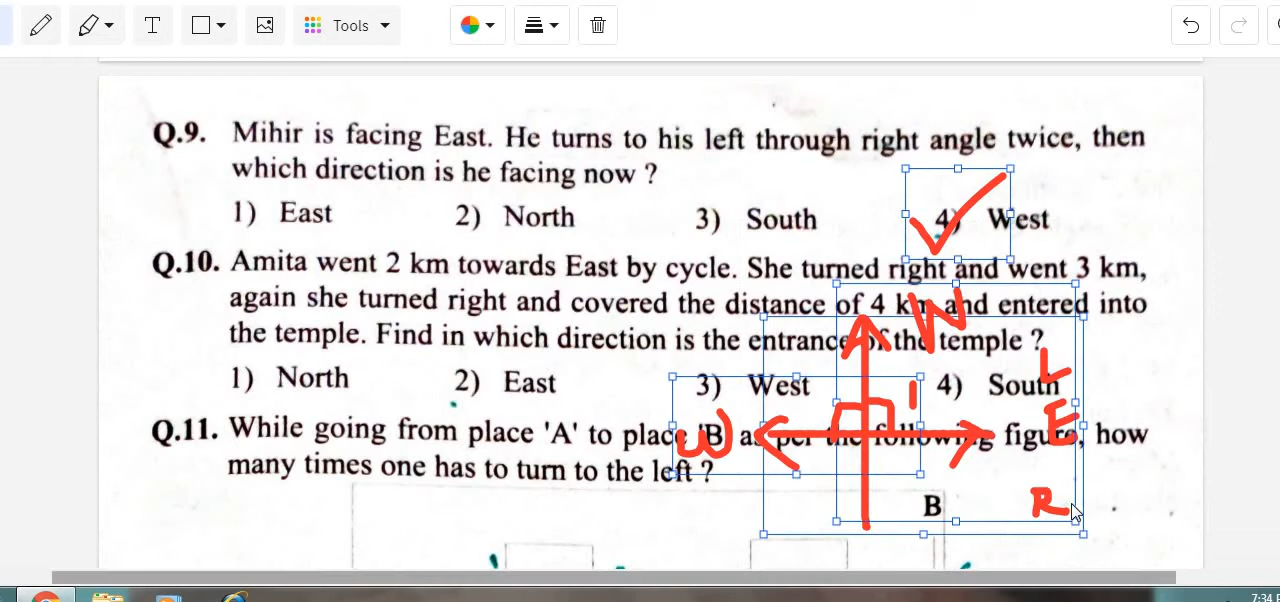 T Tools
Q.9. Mihir is facing East. He turns to his left through right angle twice, then
which direction is he facing now ?
1) East 2) North 3) South 4) West
Q.10. Amita went 2 km towards East by cycle. She turned right and went 3 km,
again she turned right and covered the distance of 4 km and entered into
N
the temple. Find in which direction is the entrance of the temple ?
L
1) North 2) East 3) West 4) South
E
Q.11. While going from place 'A' to place 'B' as per the following figure, how
W
many times one has to turn to the left ?
B R
7:34